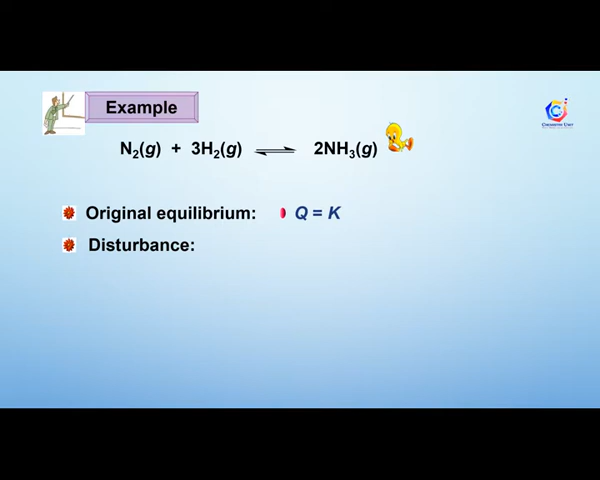 Example
N₂(g) + 3H₂(g) ⇌ 2NH₃(g)
Original equilibrium: Q = K
Disturbance: